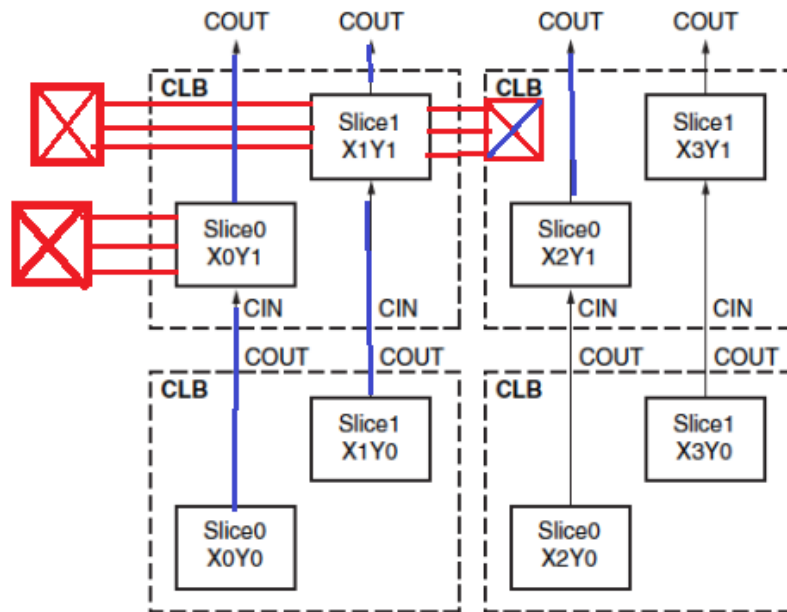 COUT COUT COUT COUT
CLB CLB
Slice1
X1Y1
Slice1
X3Y1
Slice0
X0Y1
Slice0
X2Y1
CIN CIN CIN CIN
COUT COUT COUT COUT
CLB CLB
Slice1
X1Y0
Slice1
X3Y0
Slice0
X0Y0
Slice0
X2Y0